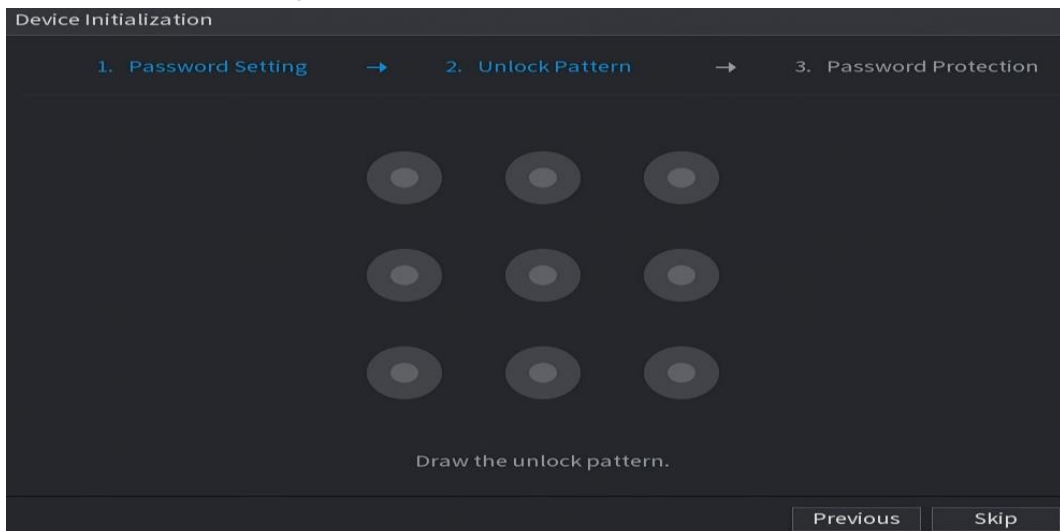 Device Initialization
1. Password Setting → 2. Unlock Pattern → 3. Password Protection
Draw the unlock pattern.
Previous Skip